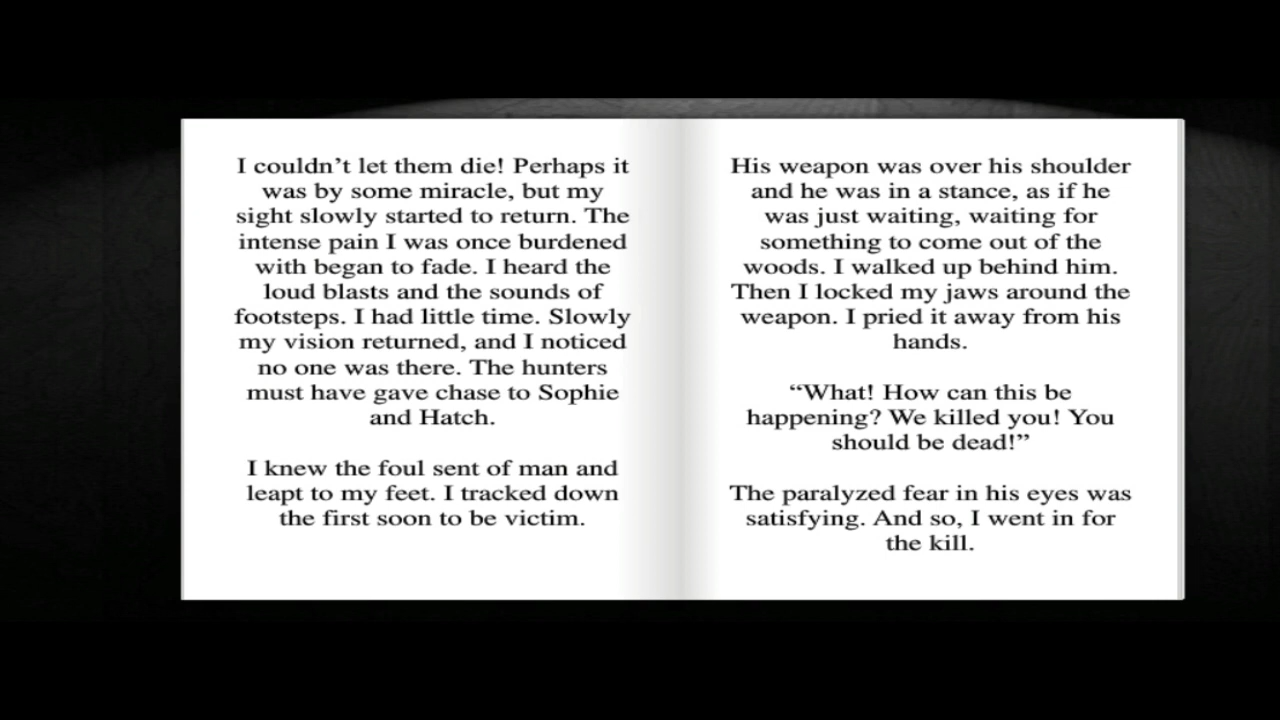 I couldn’t let them die! Perhaps it
was by some miracle, but my
sight slowly started to return. The
intense pain I was once burdened
with began to fade. I heard the
loud blasts and the sounds of
footsteps. I had little time. Slowly
my vision returned, and I noticed
no one was there. The hunters
must have gave chase to Sophie
and Hatch.
I knew the foul sent of man and
leapt to my feet. I tracked down
the first soon to be victim.
His weapon was over his shoulder
and he was in a stance, as if he
was just waiting, waiting for
something to come out of the
woods. I walked up behind him.
Then I locked my jaws around the
weapon. I pried it away from his
hands.
“What! How can this be
happening? We killed you! You
should be dead!”
The paralyzed fear in his eyes was
satisfying. And so, I went in for
the kill.